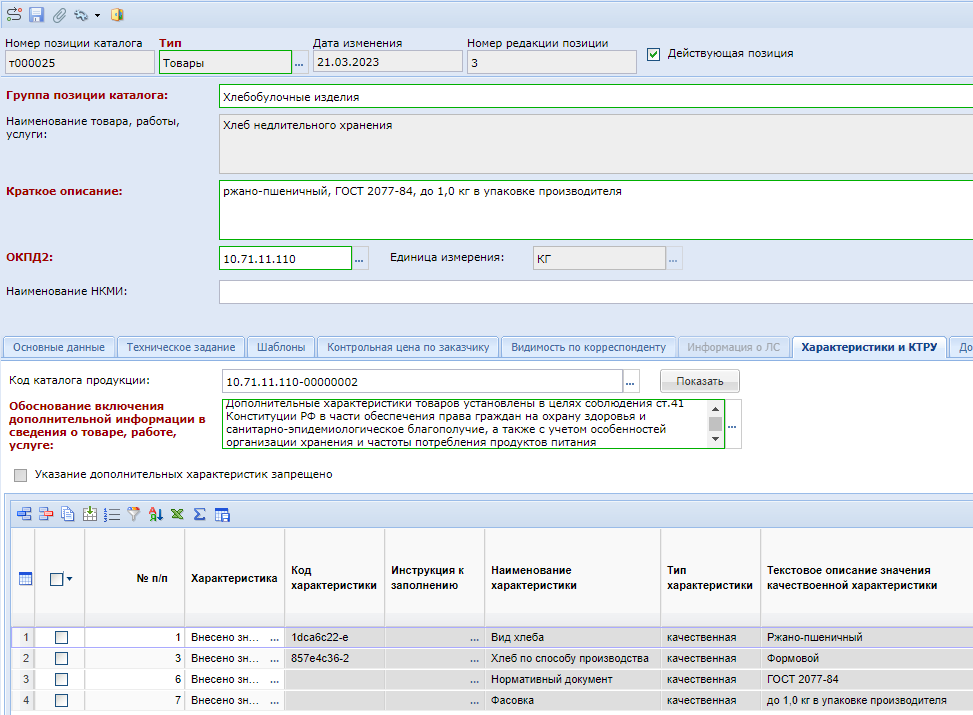 Номер позиции каталога Тип Дата изменения Номер редакции позиции
т000025 Товары ... 21.03.2023 3 Действующая позиция
Группа позиции каталога: Хлебобулочные изделия
Наименование товара, работы, услуги: Хлеб недлительного хранения
Краткое описание: ржано-пшеничный, ГОСТ 2077-84, до 1,0 кг в упаковке производителя
ОКПД2: 10.71.11.110 ... Единица измерения: КГ ...
Наименование НКМИ:
Основные данные Техническое задание Шаблоны Контрольная цена по заказчику Видимость по корреспонденту Информация о ЛС Характеристики и КТРУ До
Код каталога продукции: 10.71.11.110-00000002 ... Показать
Обоснование включения
дополнительной информации в
сведения о товаре, работе,
услуге:
Дополнительные характеристики товаров установлены в целях соблюдения ст.41
Конституции РФ в части обеспечения права граждан на охрану здоровья и
санитарно-эпидемиологическое благополучие, а также с учетом особенностей
организации хранения и частоты потребления продуктов питания
...
Указание дополнительных характеристик запрещено
№ п/п Характеристика Код характеристики Инструкция к заполнению Наименование характеристики Тип характеристики Текстовое описание значения качествоенной характеристики
1 1 Внесено зн... ... 1dca6c22-e ... Вид хлеба качественная Ржано-пшеничный
2 3 Внесено зн... ... 857e4c36-2 ... Хлеб по способу производства качественная Формовой
3 6 Внесено зн... ... ... Нормативный документ качественная ГОСТ 2077-84
4 7 Внесено зн... ... ... Фасовка качественная до 1,0 кг в упаковке производителя